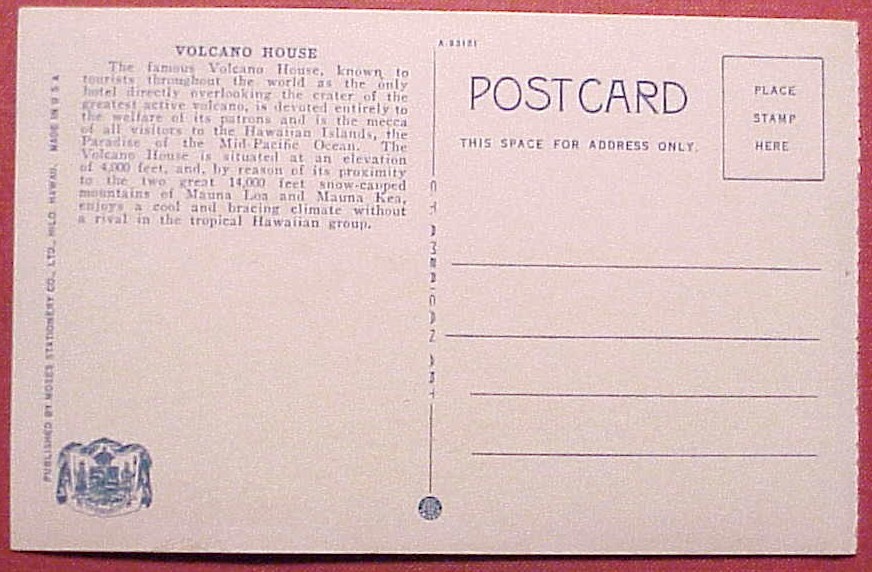 VOLCANO HOUSE
The famous Volcano House, known to
tourists throughout the world as the only
hotel directly overlooking the crater of the
greatest active volcano, is devoted entirely to
the welfare of its patrons and is the mecca
of all visitors to the Hawaiian Islands, the
Paradise of the Mid-Pacific Ocean. The
Volcano House is situated at an elevation
of 4,000 feet, and, by reason of its proximity
to the two great 14,000 feet snow-capped
mountains of Mauna Loa and Mauna Kea,
enjoys a cool and bracing climate without
a rival in the tropical Hawaiian group.
PUBLISHED BY MOSES STATIONERY CO., LTD., HILO, HAWAII. MADE IN U S A
A-93161
POST CARD
THIS SPACE FOR ADDRESS ONLY.
PLACE
STAMP
HERE